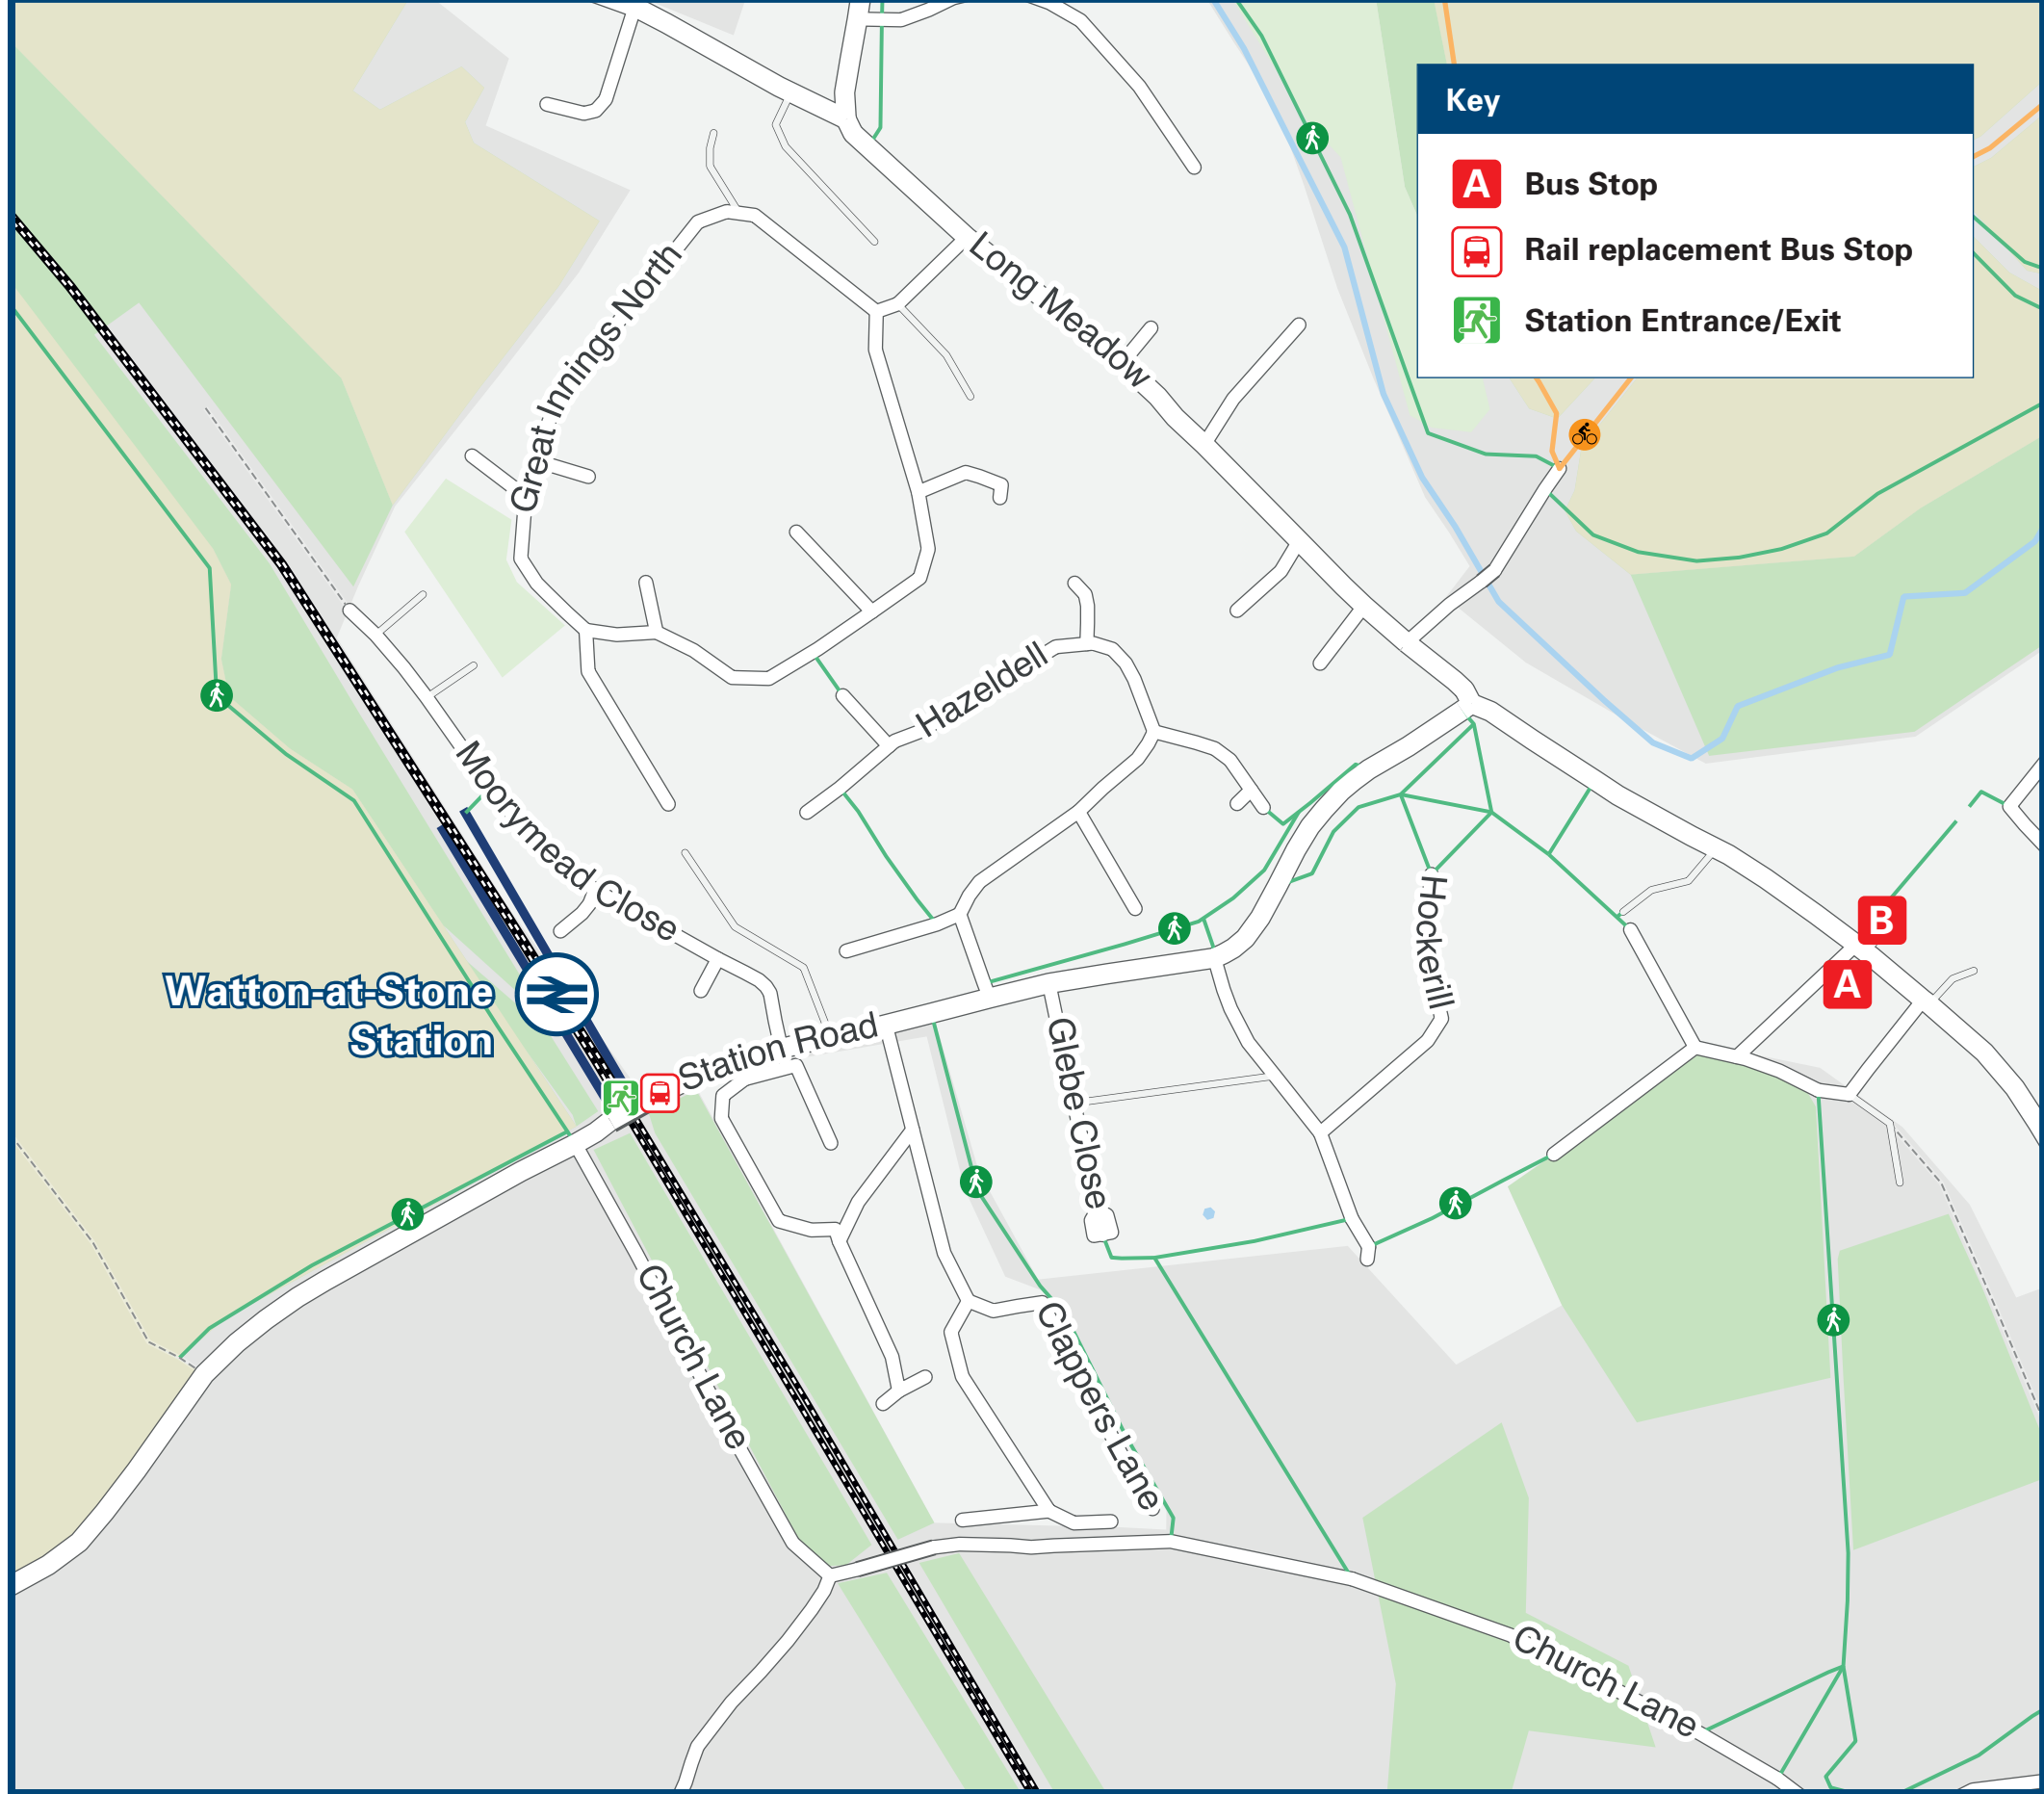 Key
A Bus Stop
Rail replacement Bus Stop
Station Entrance/Exit
Long Meadow
Great Innings North
Hazeldell
Moorymead Close
Hockerill
B
A
Watton-at-Stone
Station
Station Road
Glebe Close
Church Lane
Clappers Lane
Church Lane